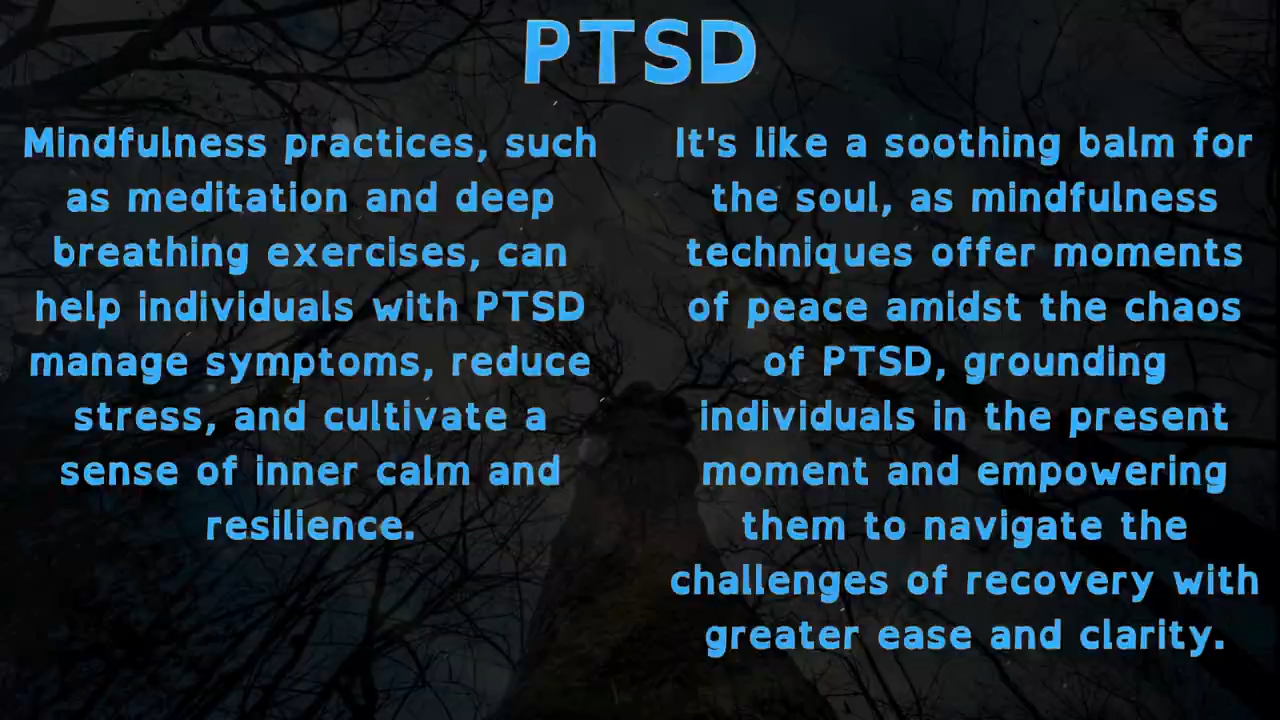 PTSD
Mindfulness practices, such
as meditation and deep
breathing exercises, can
help individuals with PTSD
manage symptoms, reduce
stress, and cultivate a
sense of inner calm and
resilience.
It's like a soothing balm for
the soul, as mindfulness
techniques offer moments
of peace amidst the chaos
of PTSD, grounding
individuals in the present
moment and empowering
them to navigate the
challenges of recovery with
greater ease and clarity.